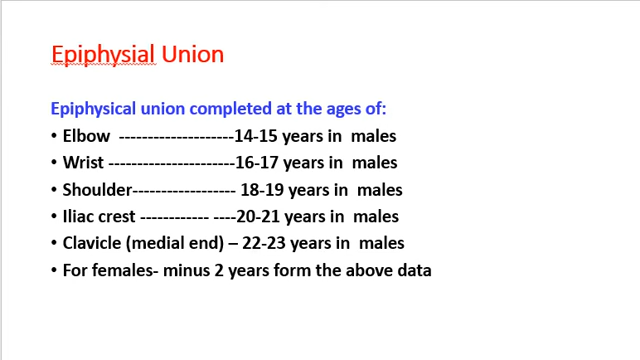 Epiphysial Union
Epiphysical union completed at the ages of:
• Elbow --------------------14-15 years in males
• Wrist ----------------------16-17 years in males
• Shoulder------------------ 18-19 years in males
• Iliac crest ------------ ----20-21 years in males
• Clavicle (medial end) – 22-23 years in males
• For females- minus 2 years form the above data